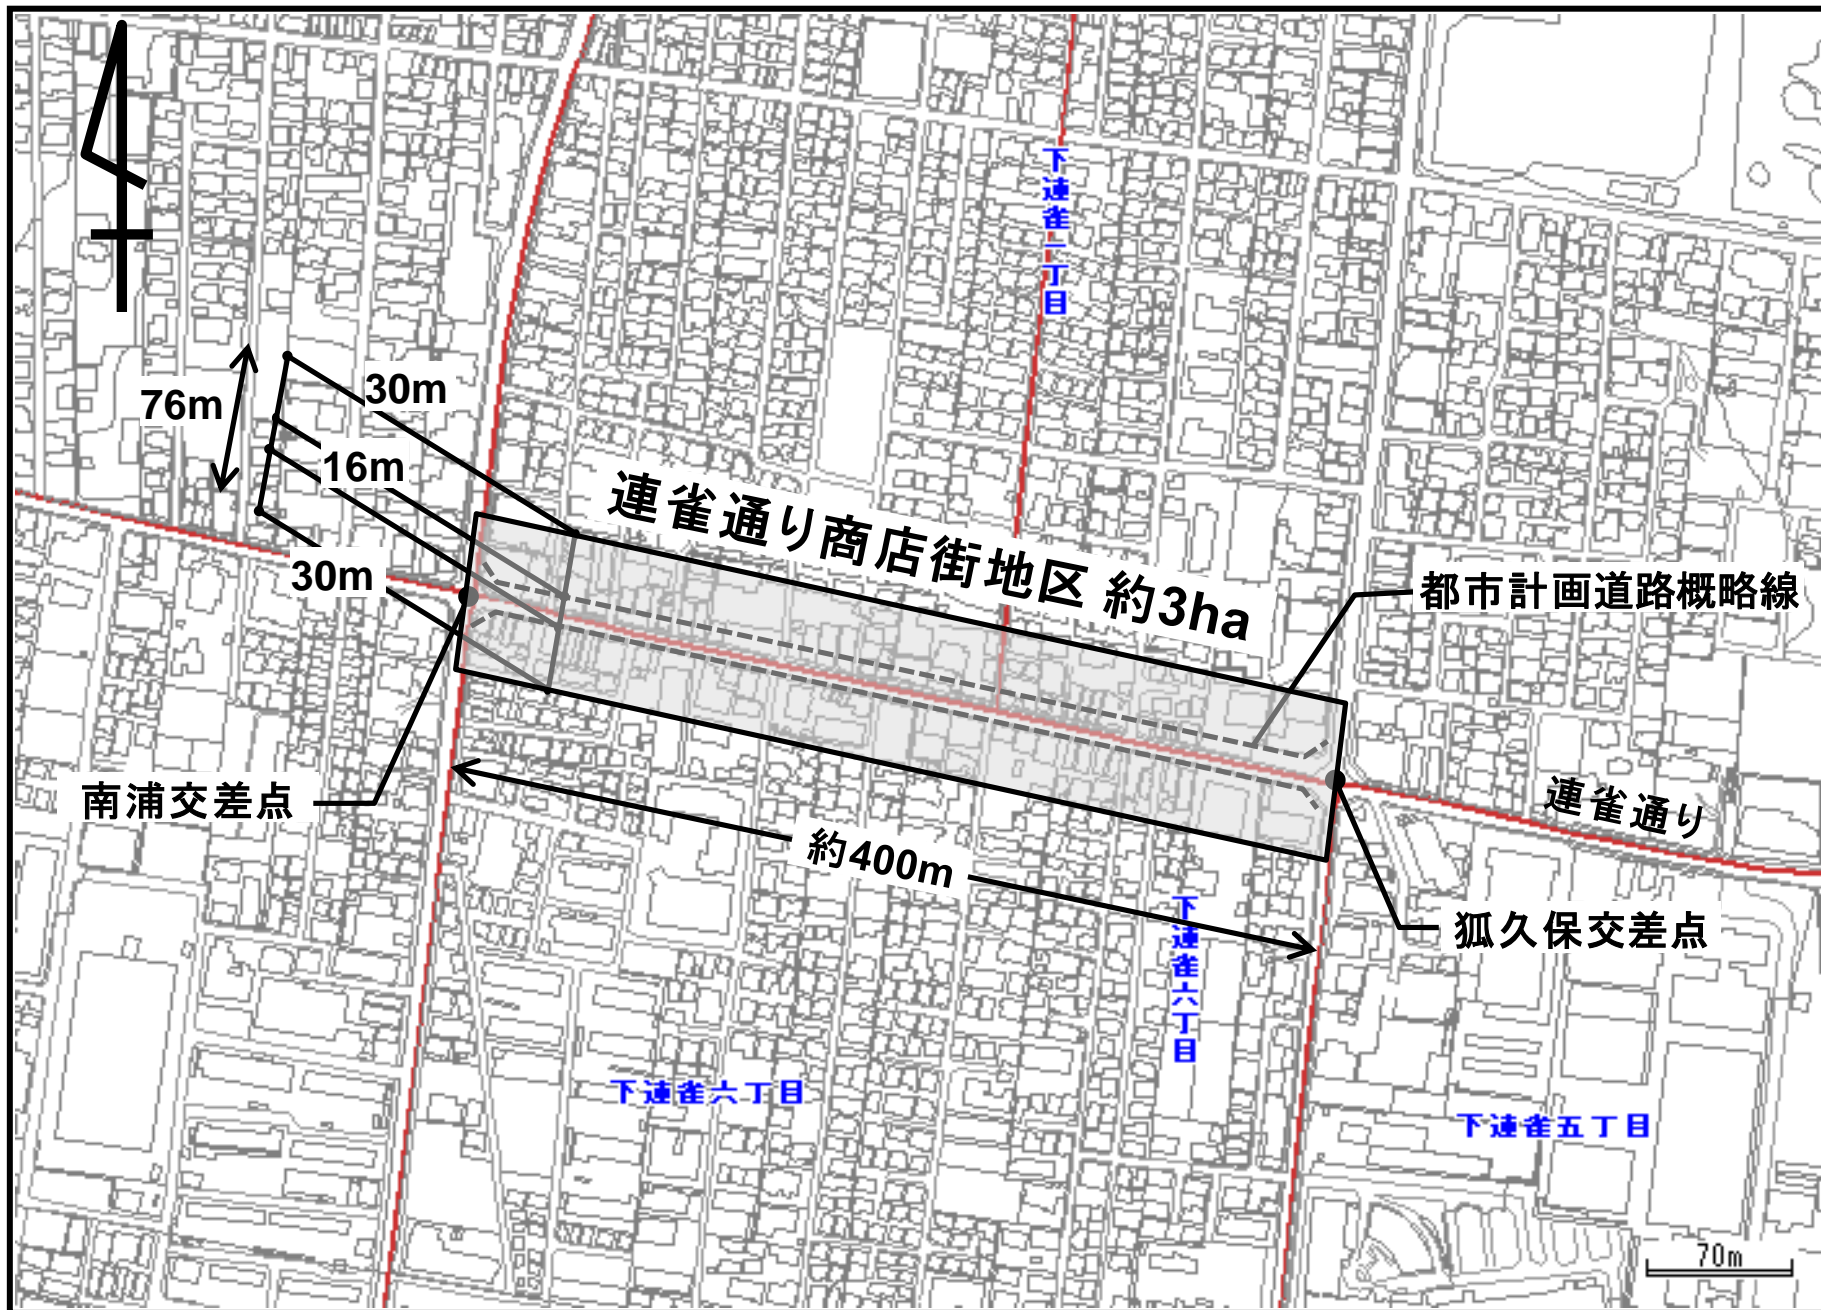 下連雀一丁目
76m
30m
16m
30m
連雀通り商店街地区 約3ha
都市計画道路概略線
南浦交差点
約400m
連雀通り
狐久保交差点
下連雀六丁目
下連雀六丁目
下連雀五丁目
70m